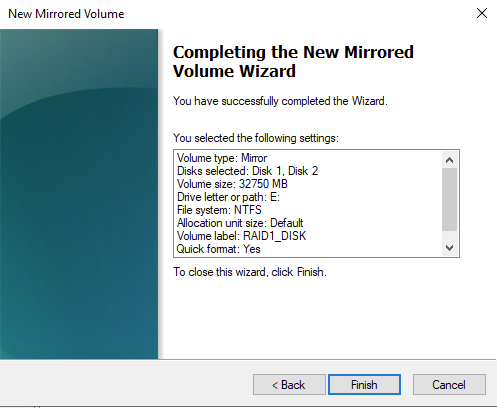 New Mirrored Volume
Completing the New Mirrored
Volume Wizard
You have successfully completed the Wizard.
You selected the following settings:
Volume type: Mirror
Disks selected: Disk 1, Disk 2
Volume size: 32750 MB
Drive letter or path: E:
File system: NTFS
Allocation unit size: Default
Volume label: RAID1_DISK
Quick format: Yes
To close this wizard, click Finish.
< Back
Finish
Cancel